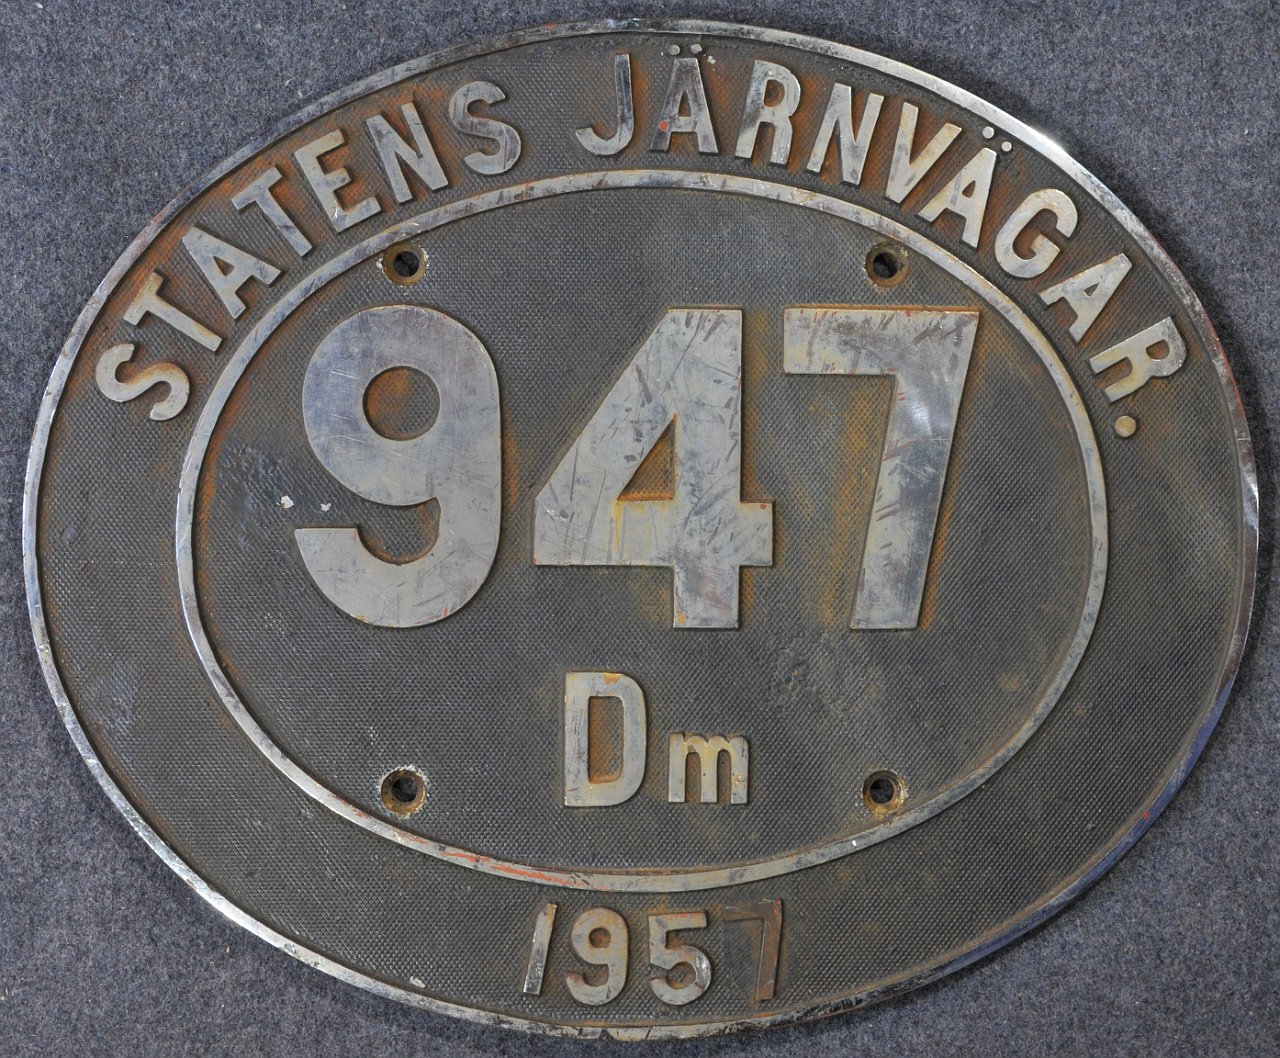 STATENS JÄRNVÄGAR.
947
Dm
1957